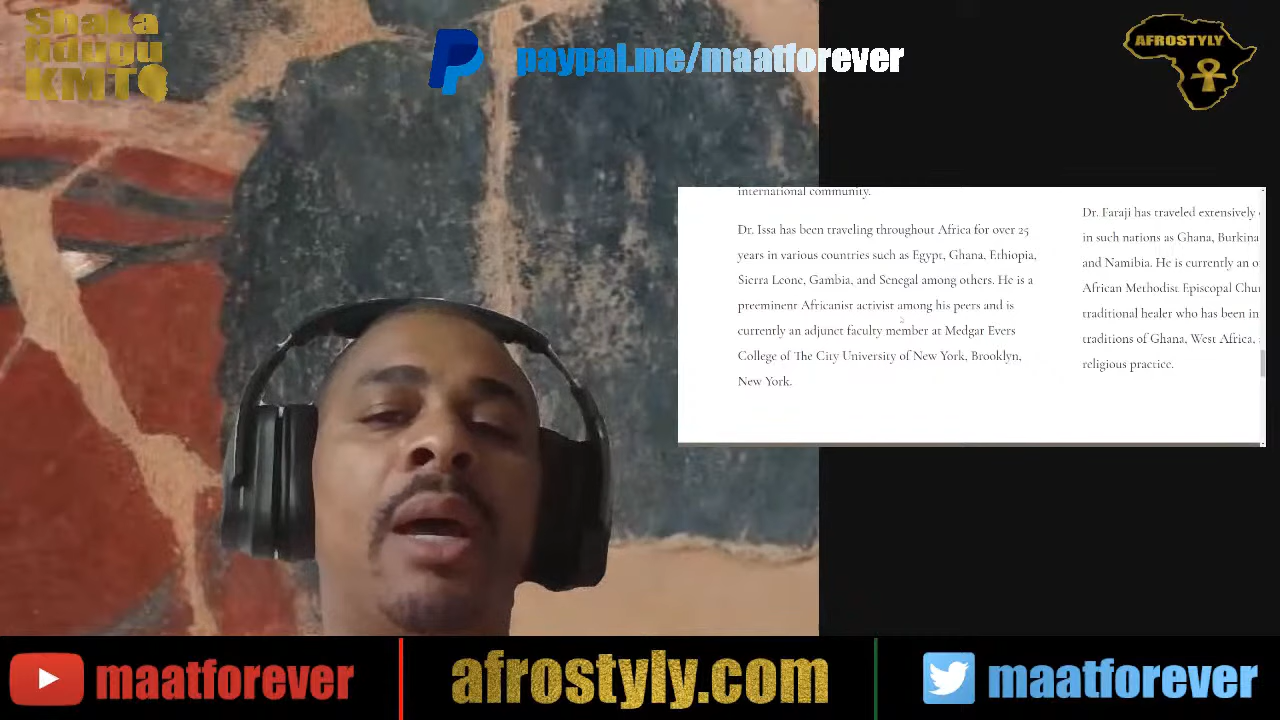 Shaka
Ndugu
KMT
paypal.me/maatforever
AFROSTYLY
international community.
Dr. Issa has been traveling throughout Africa for over 25
years in various countries such as Egypt, Ghana, Ethiopia,
Sierra Leone, Gambia, and Senegal among others. He is a
preeminent Africanist activist among his peers and is
currently an adjunct faculty member at Medgar Evers
College of The City University of New York, Brooklyn,
New York.
Dr. Faraji has traveled extensively
in such nations as Ghana, Burkina
and Namibia. He is currently an o
African Methodist Episcopal Chu
traditional healer who has been in
traditions of Ghana, West Africa,
religious practice.
maatforever
afrostyly.com
maatforever